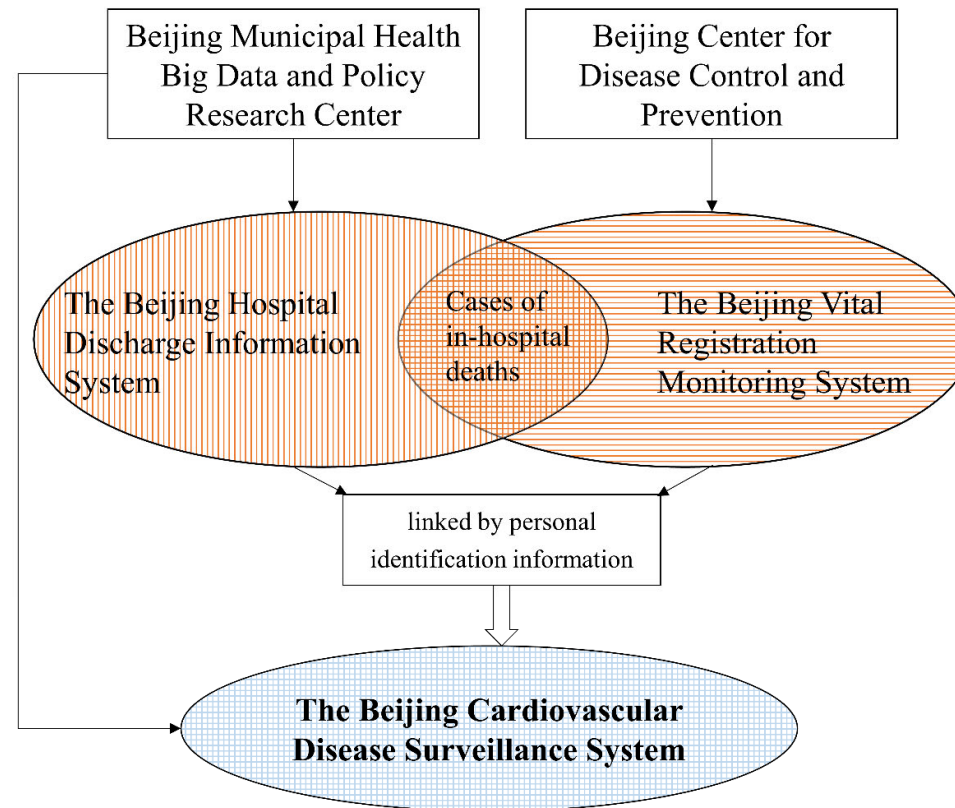 Beijing Municipal Health
Big Data and Policy
Research Center
Beijing Center for
Disease Control and
Prevention
The Beijing Hospital
Discharge Information
System
Cases of
in-hospital
deaths
The Beijing Vital
Registration
Monitoring System
linked by personal
identification information
The Beijing Cardiovascular
Disease Surveillance System